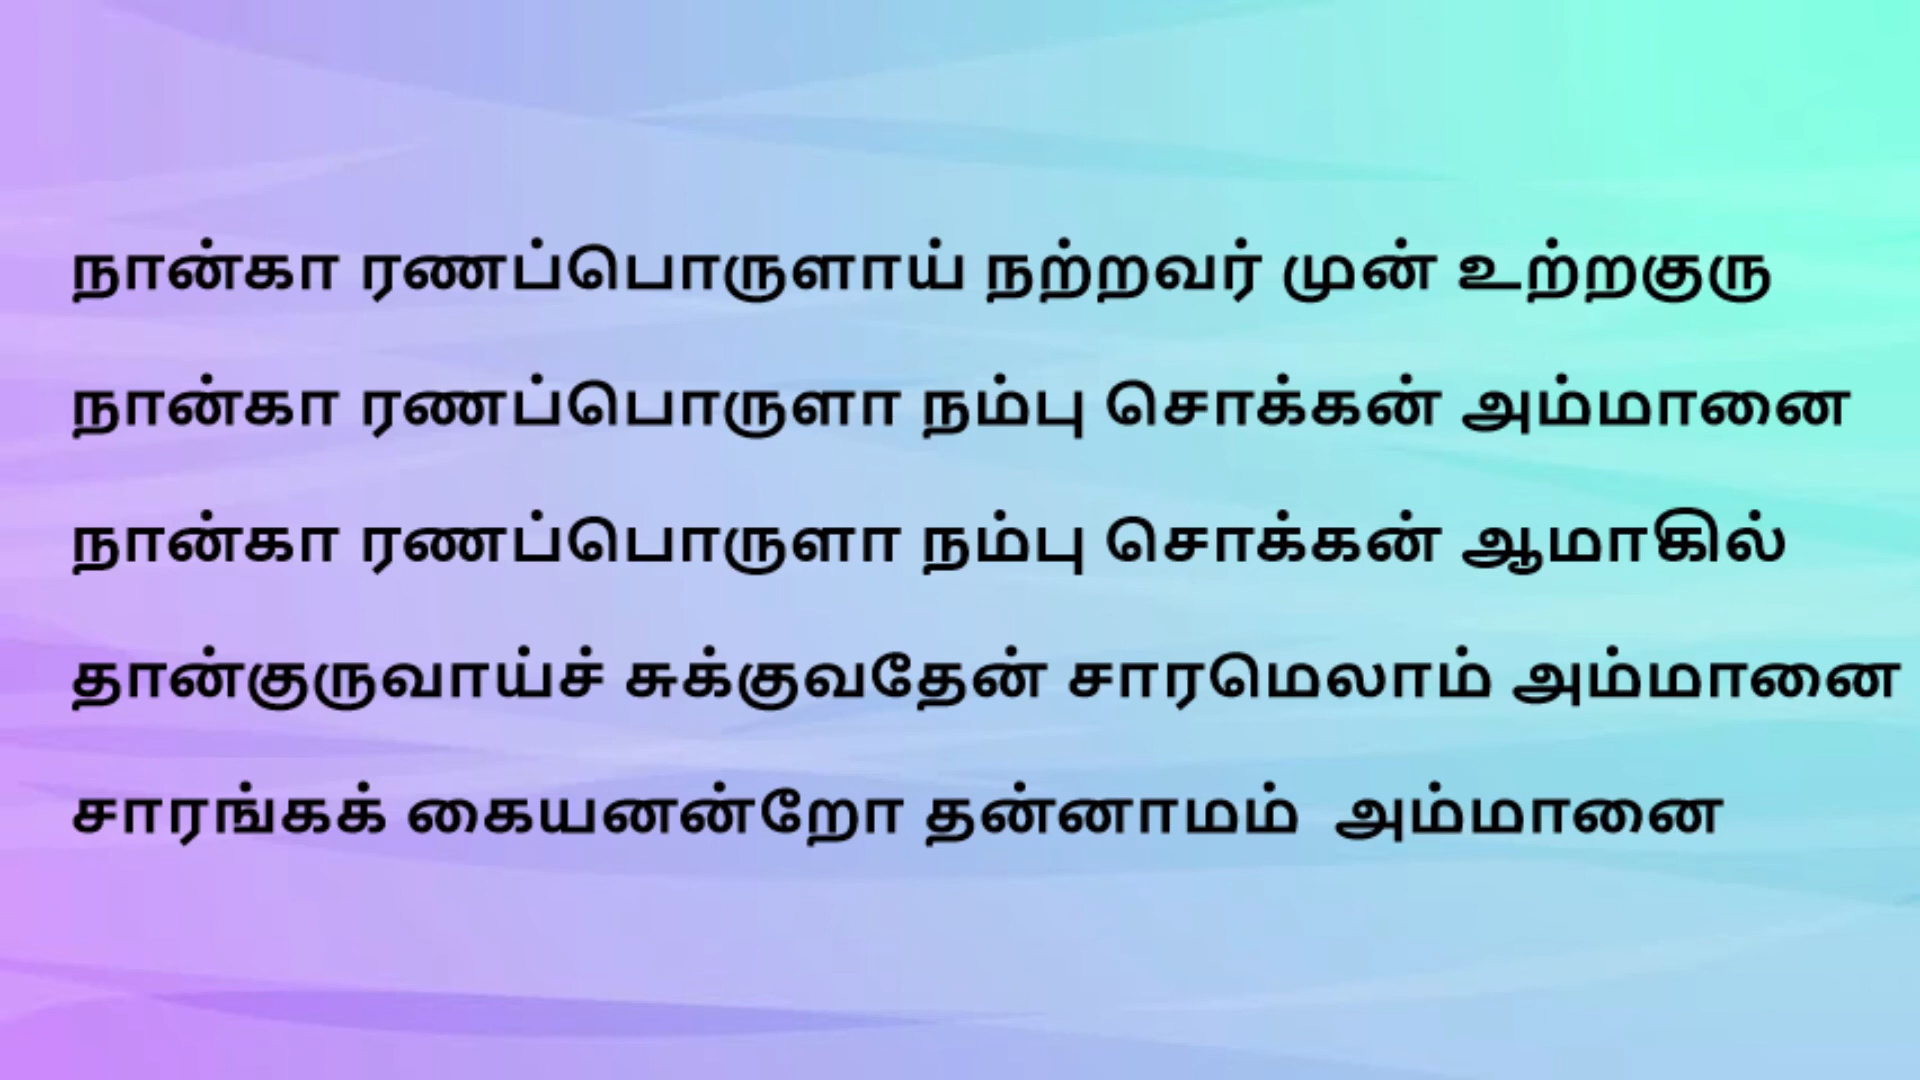 நான்கா ரணப்பொருளாய் நற்றவர் முன் உற்றகுரு
நான்கா ரணப்பொருளா நம்பு சொக்கன் அம்மானை
நான்கா ரணப்பொருளா நம்பு சொக்கன் ஆமாகில்
தான்குருவாய்ச் சுக்குவதேன் சாரமெலாம் அம்மானை
சாரங்கக் கையனன்றோ தன்னாமம் அம்மானை